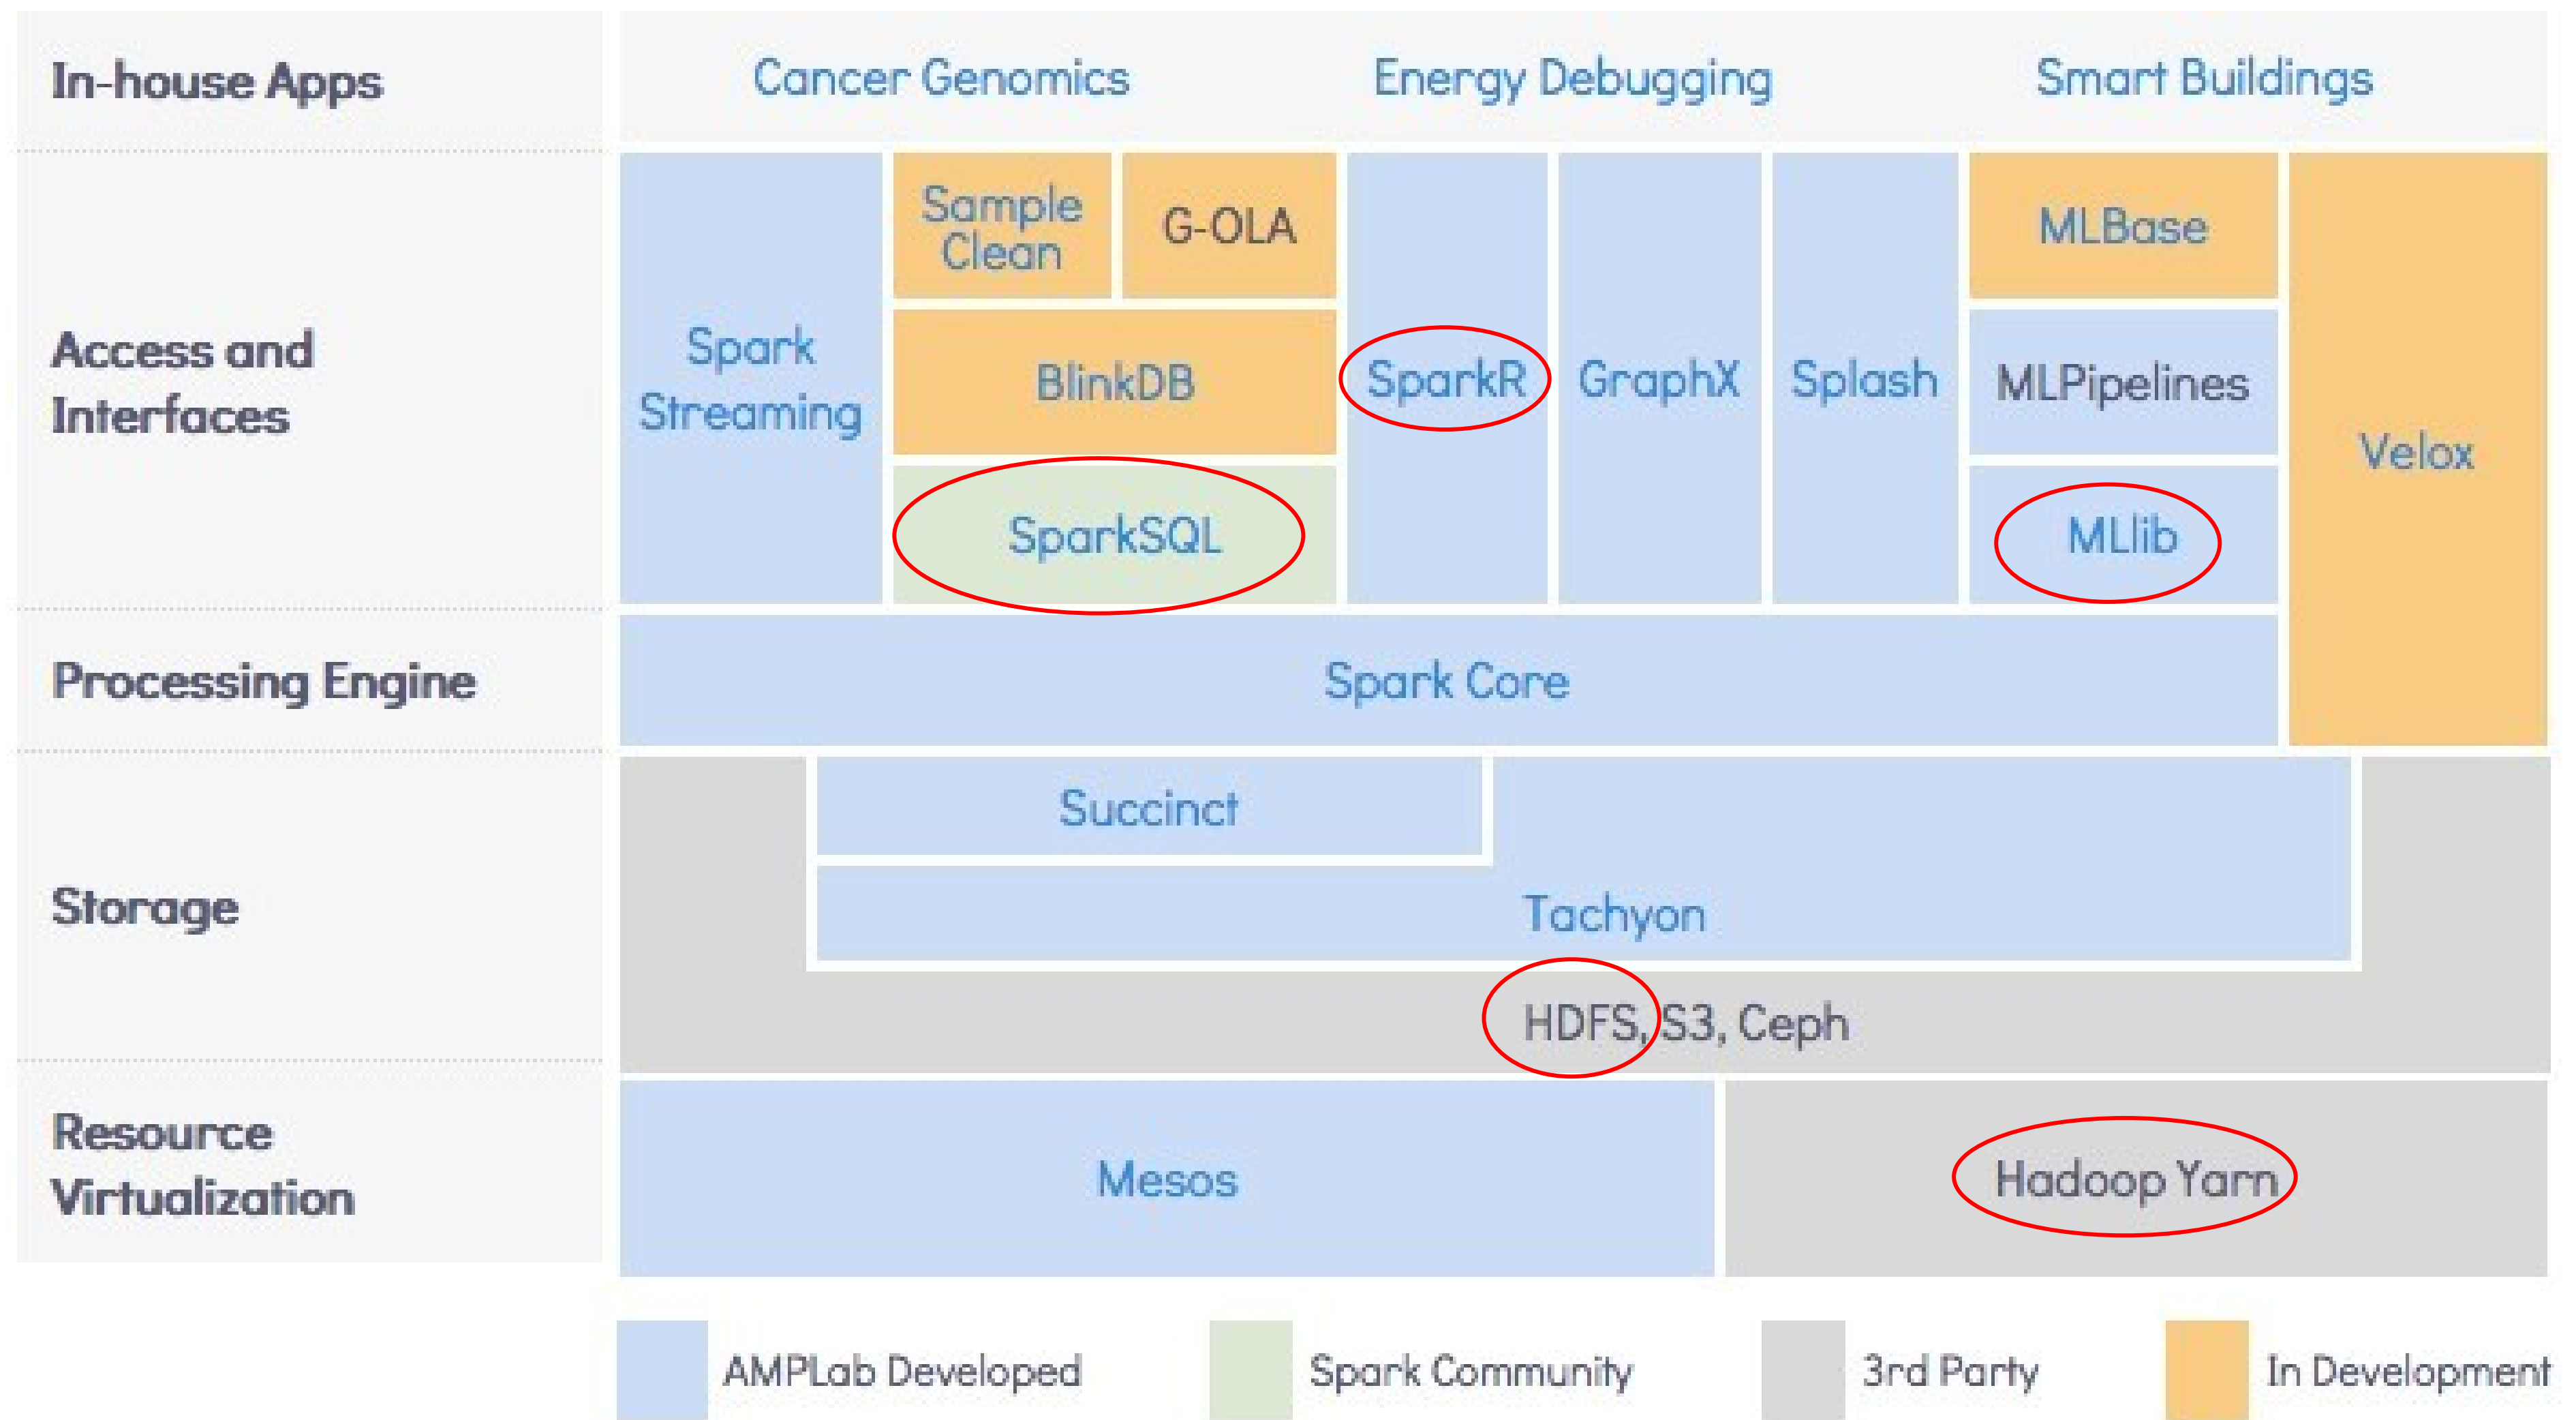 In-house Apps
Cancer Genomics
Energy Debugging
Smart Buildings
Access and
Interfaces
Spark
Streaming
Sample
Clean
G-OLA
BlinkDB
SparkSQL
SparkR
GraphX
Splash
MLBase
MLPipelines
MLlib
Velox
Processing Engine
Spark Core
Storage
Succinct
Tachyon
HDFS, S3, Ceph
Resource
Virtualization
Mesos
Hadoop Yarn
AMPLab Developed
Spark Community
3rd Party
In Development